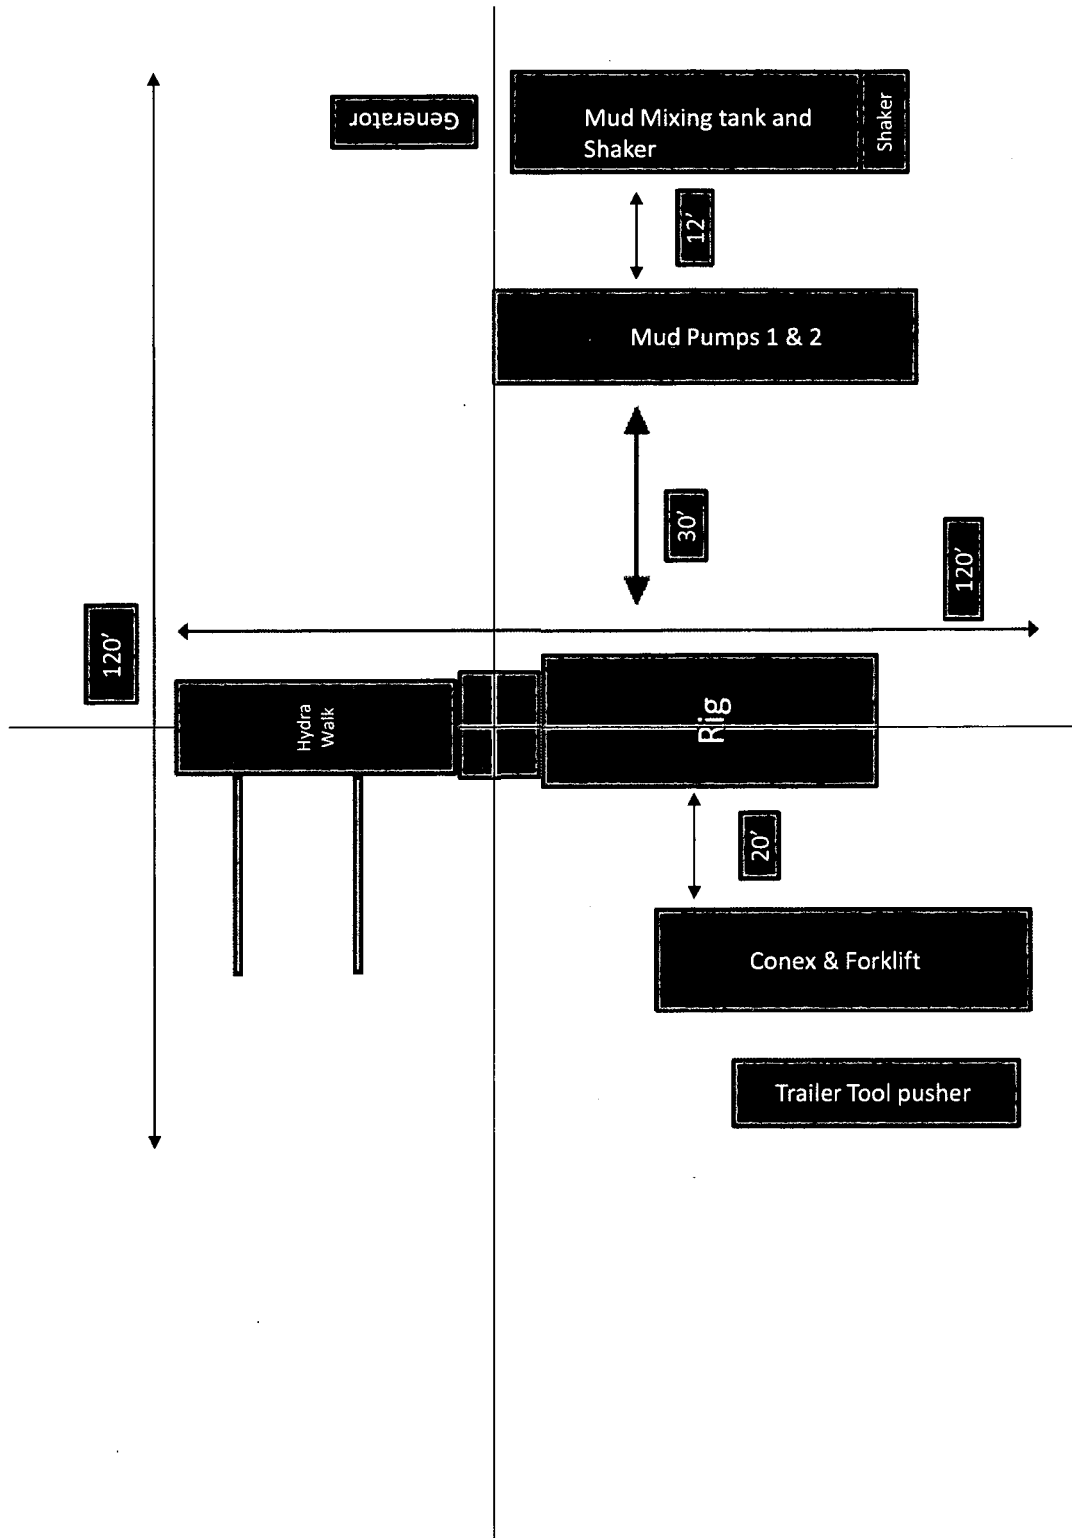 Generator
Mud Mixing tank and
Shaker
Shaker
12'
Mud Pumps 1 & 2
30'
120'
120'
Hydra
Walk
Rig
20'
Conex & Forklift
Trailer Tool pusher